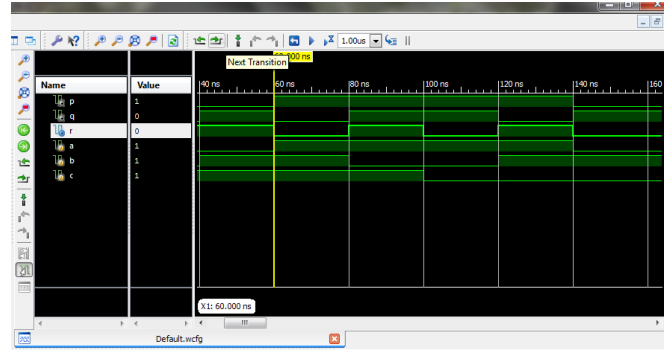 1.00us
60.000 ns
Next Transition
Name Value
40 ns 60 ns 80 ns 100 ns 120 ns 140 ns 160
p 1
q 0
r 0
a 1
b 1
c 1
X1: 60.000 ns
Default.wcfg